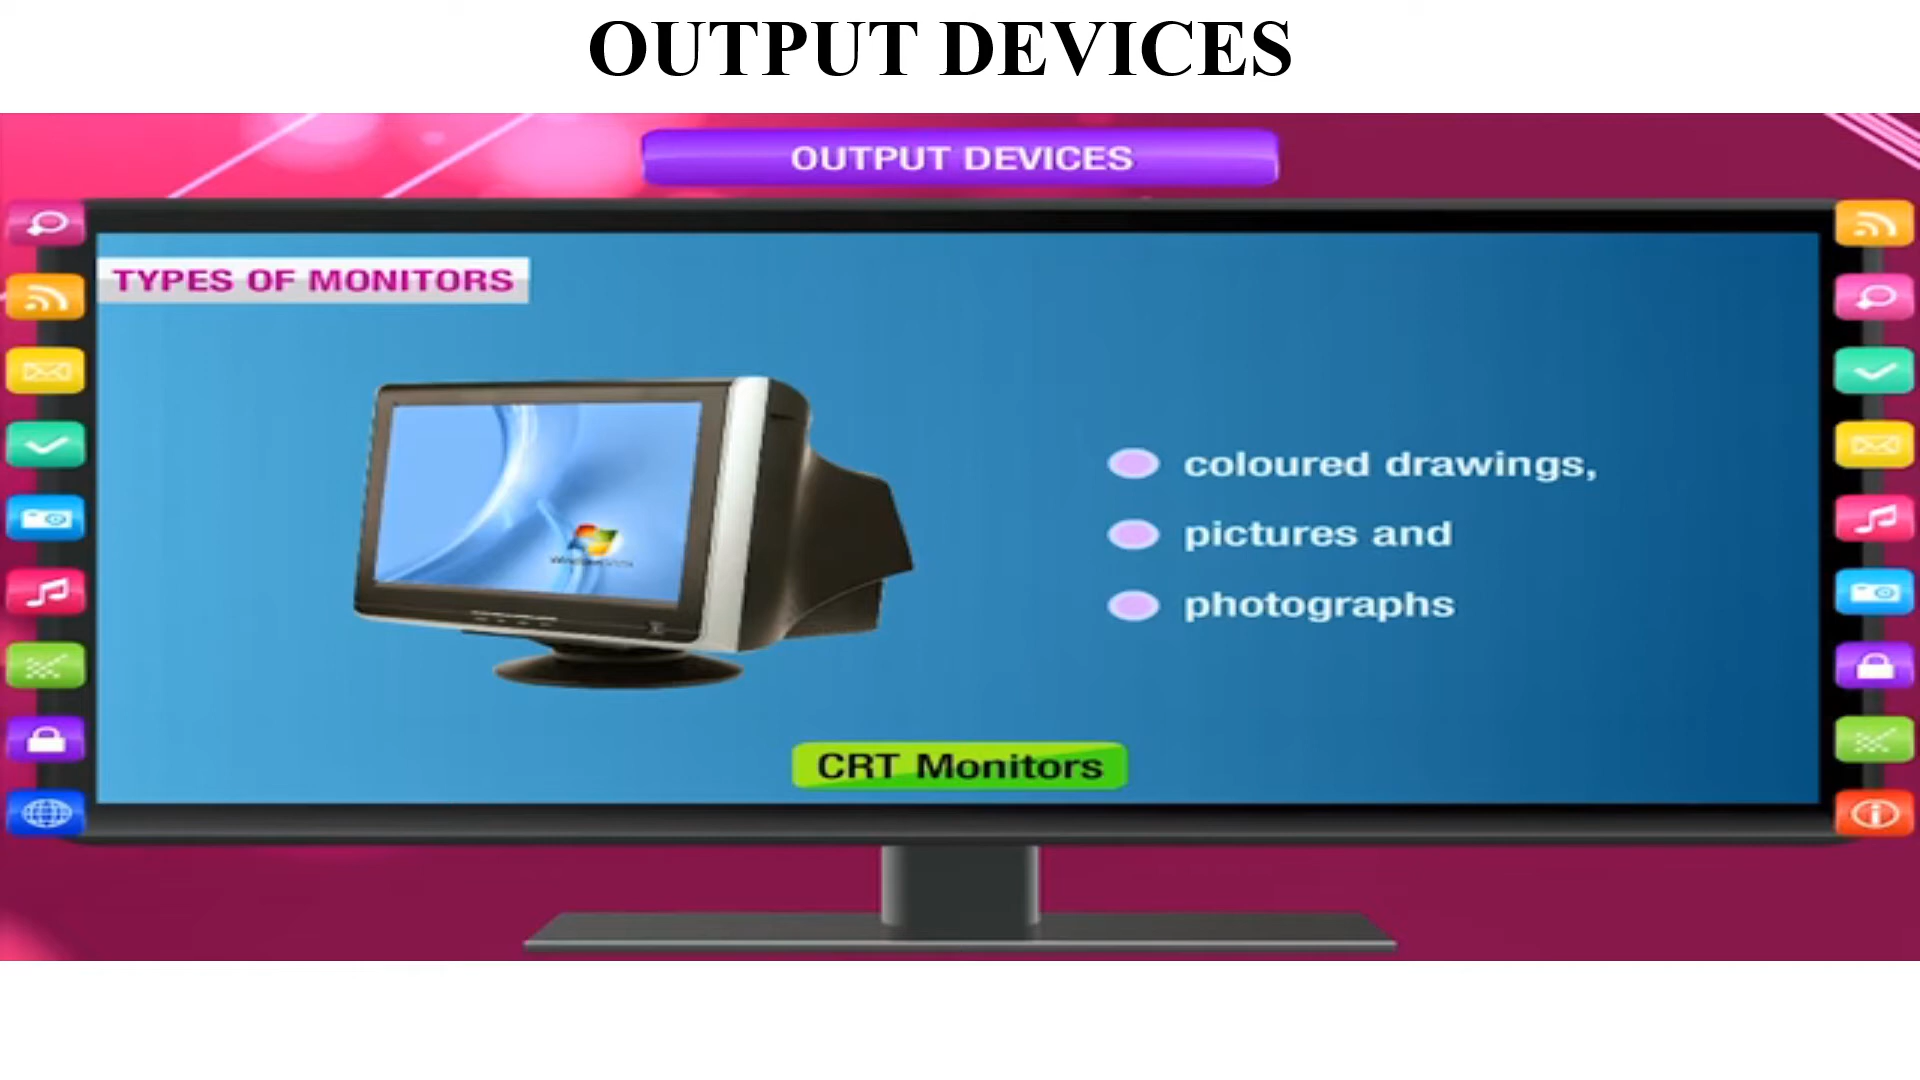 OUTPUT DEVICES
OUTPUT DEVICES
TYPES OF MONITORS
coloured drawings,
pictures and
photographs
CRT Monitors